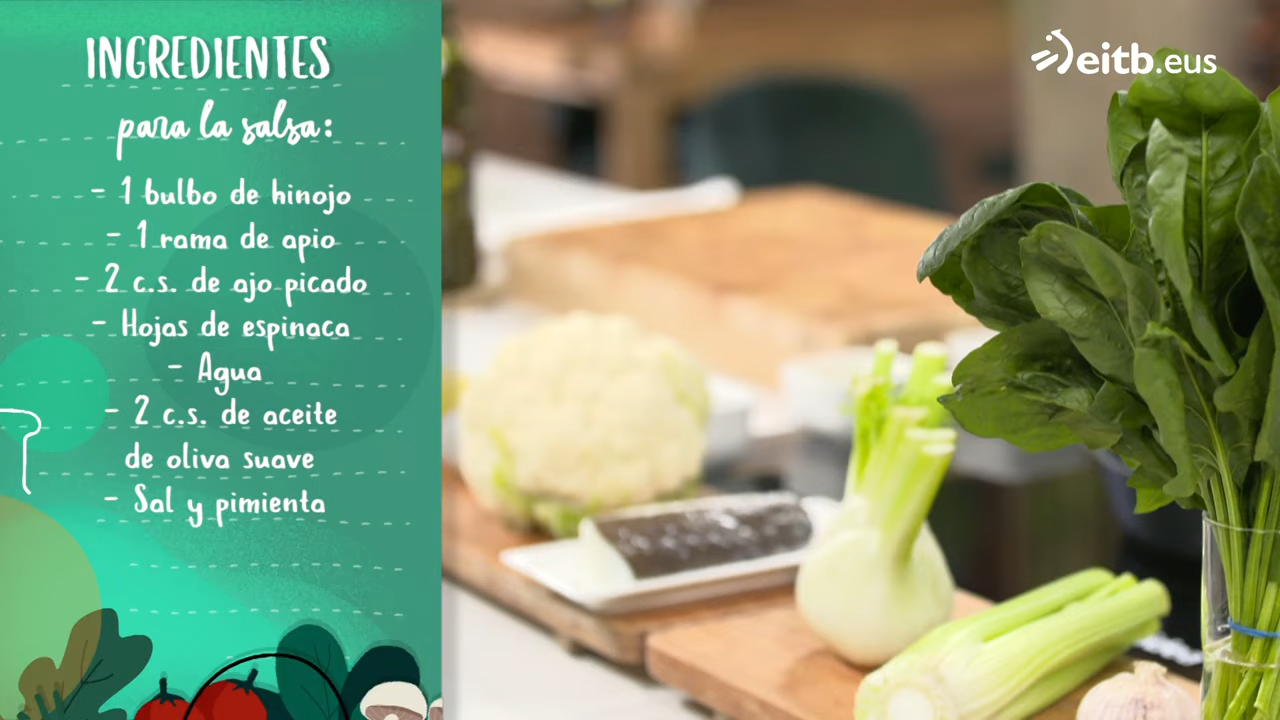 INGREDIENTES
para la salsa:
- 1 bulbo de hinojo
- 1 rama de apio
- 2 c.s. de ajo picado
- Hojas de espinaca
- Agua
- 2 c.s. de aceite
de oliva suave
- Sal y pimienta
eitb.eus